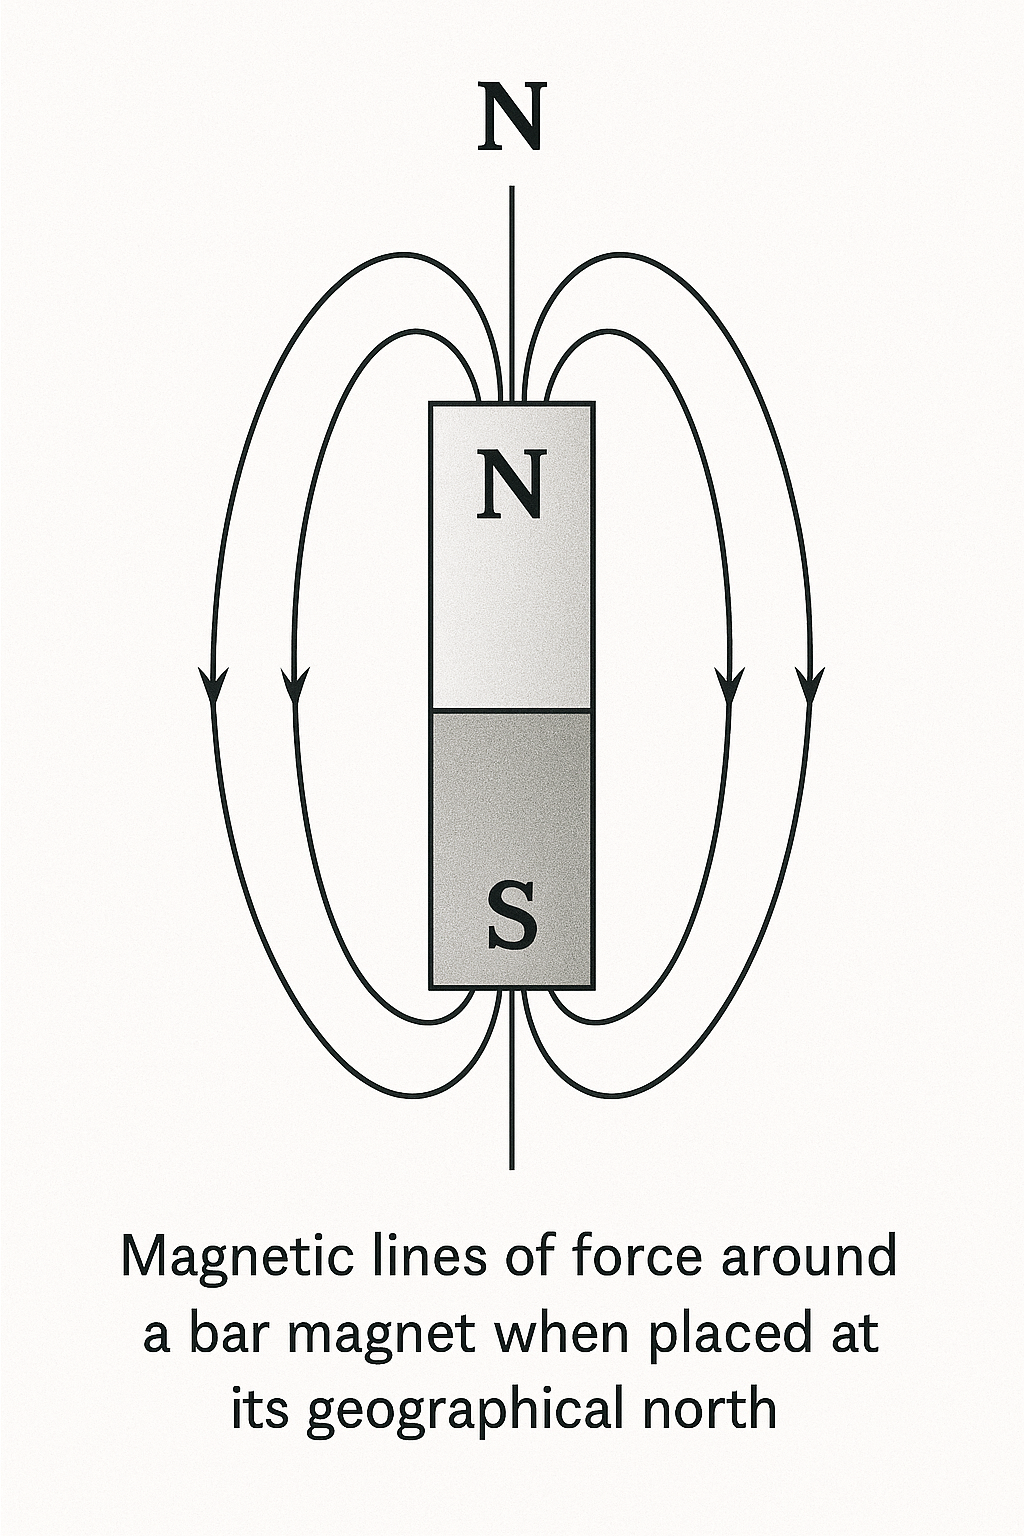 N
N
S
Magnetic lines of force around
a bar magnet when placed at
its geographical north